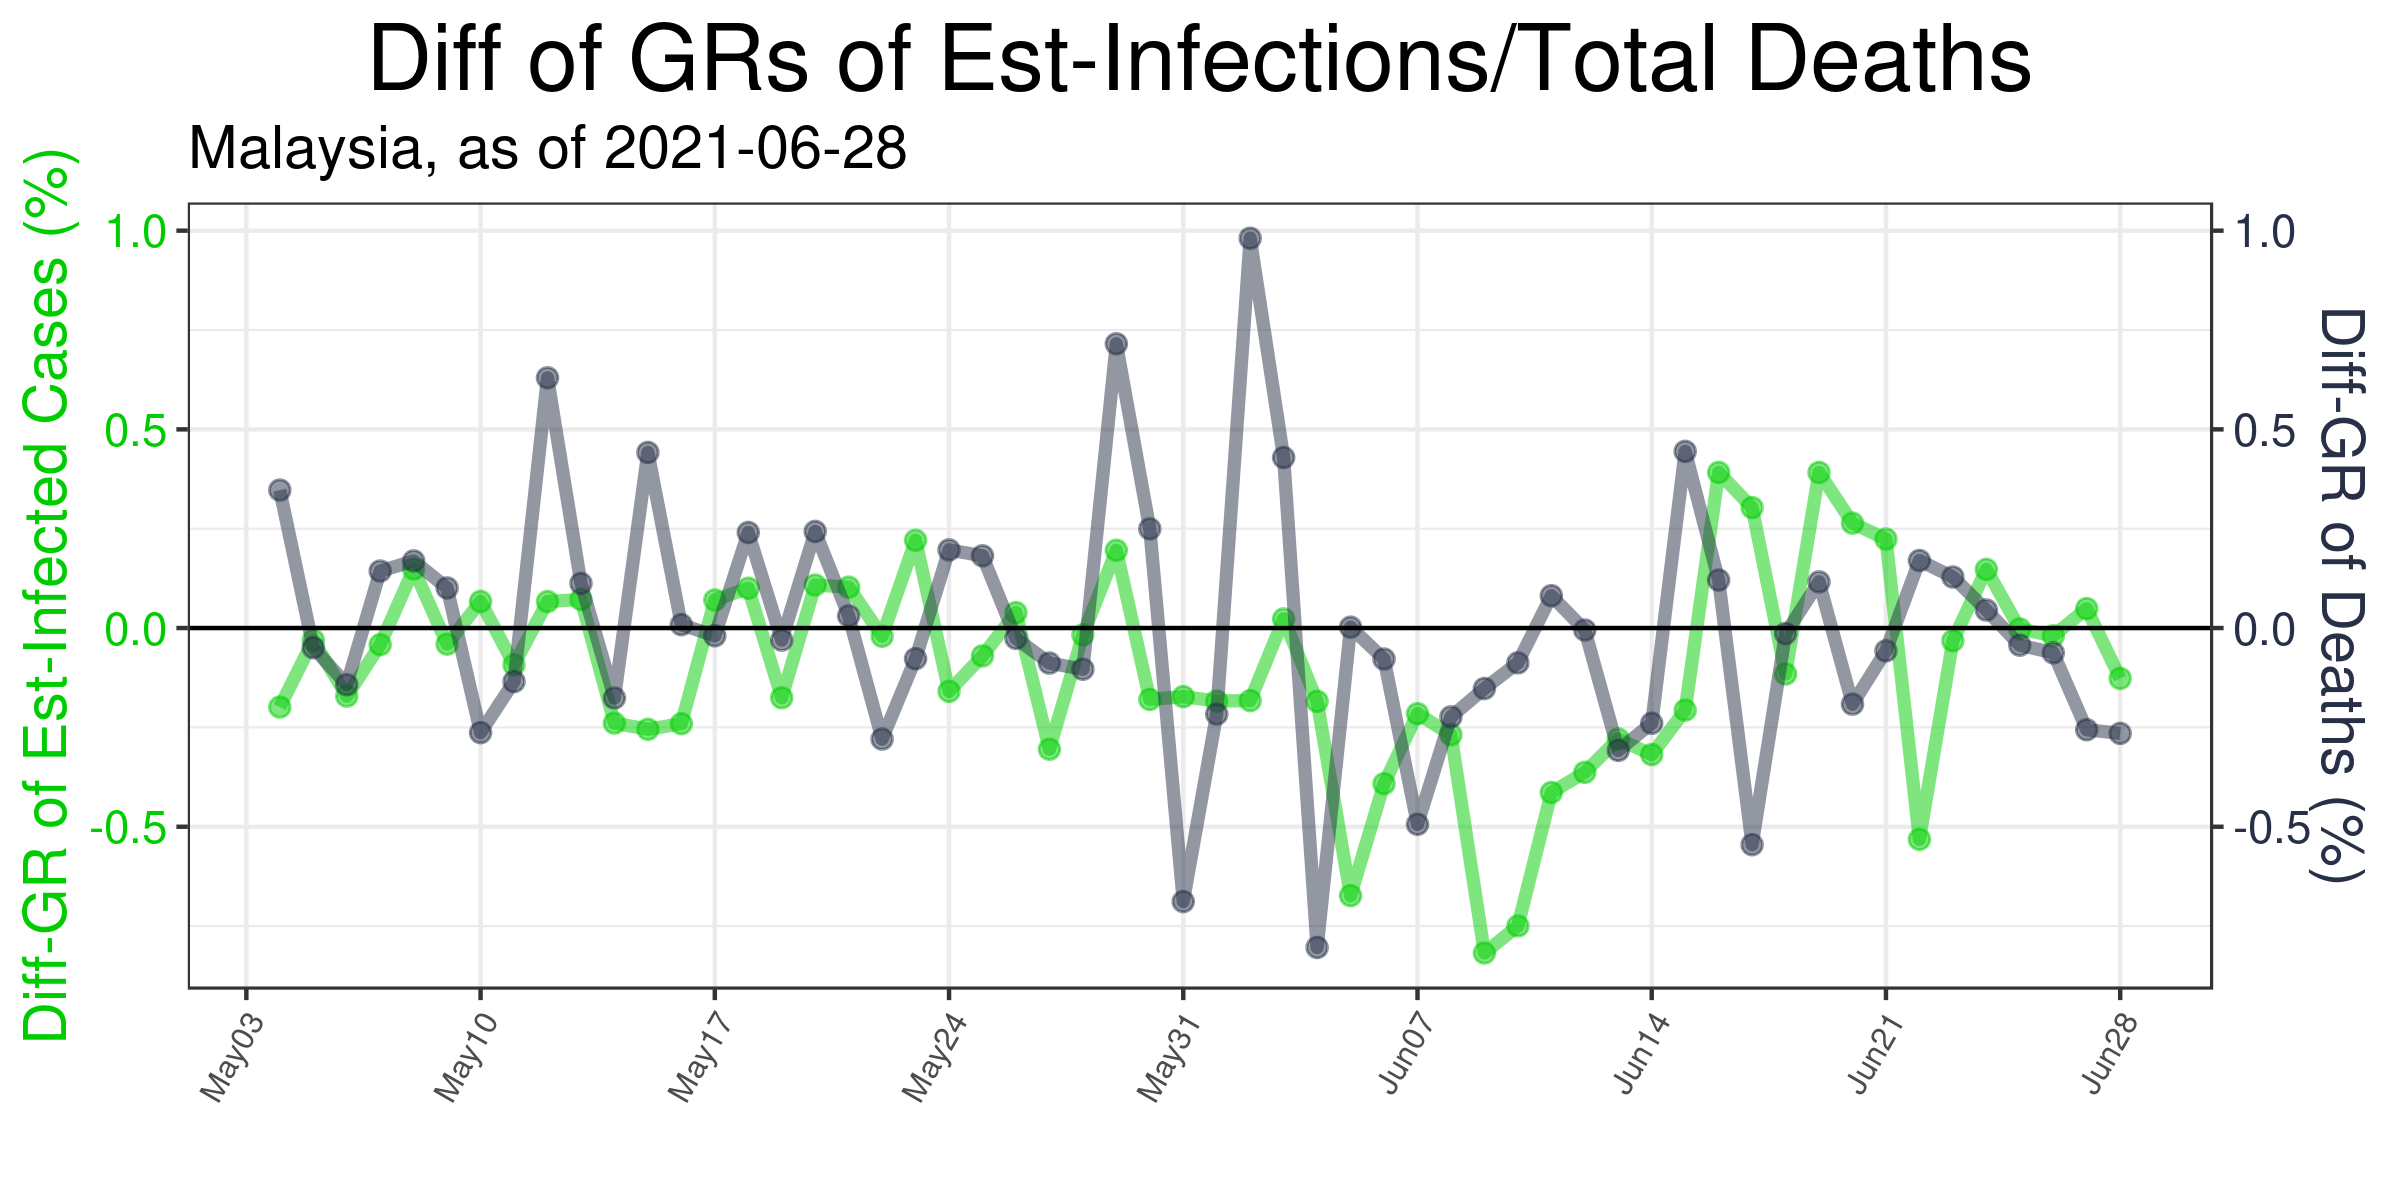 Diff of GRs of Est-Infections/Total Deaths
Malaysia, as of 2021-06-28
Diff-GR of Est-Infected Cases (%)
1.0
0.5
0.0
-0.5
1.0
0.5
0.0
-0.5
Diff-GR of Deaths (%)
May03
May10
May17
May24
May31
Jun07
Jun14
Jun21
Jun28